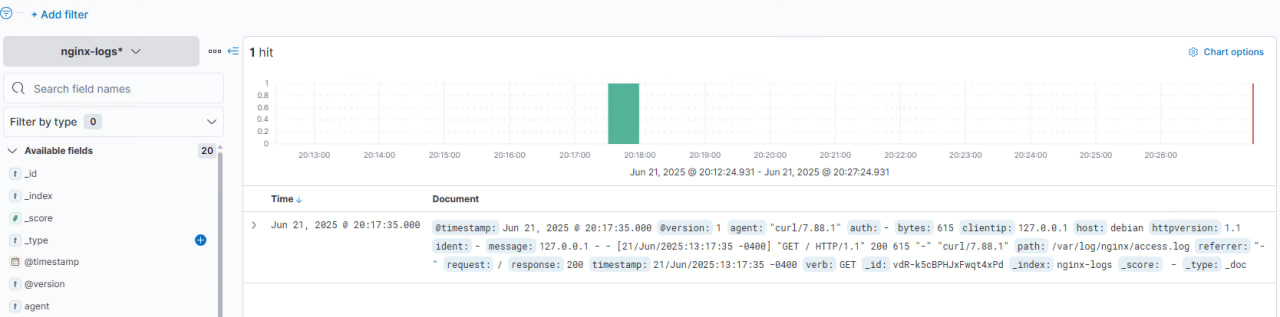 + Add filter
nginx-logs*
Search field names
Filter by type 0
Available fields 20
_id
_index
_score
_type
@timestamp
@version
agent
1 hit
Chart options
1
0.8
0.6
0.4
0.2
0
20:13:00 20:14:00 20:15:00 20:16:00 20:17:00 20:18:00 20:19:00 20:20:00 20:21:00 20:22:00 20:23:00 20:24:00 20:25:00 20:26:00
Jun 21, 2025 @ 20:12:24.931 - Jun 21, 2025 @ 20:27:24.931
Time Document
Jun 21, 2025 @ 20:17:35.000 @timestamp: Jun 21, 2025 @ 20:17:35.000 @version: 1 agent: "curl/7.88.1" auth: - bytes: 615 clientip: 127.0.0.1 host: debian httpversion: 1.1
ident: - message: 127.0.0.1 - - [21/Jun/2025:13:17:35 -0400] "GET / HTTP/1.1" 200 615 "-" "curl/7.88.1" path: /var/log/nginx/access.log referrer: "-
" request: / response: 200 timestamp: 21/Jun/2025:13:17:35 -0400 verb: GET _id: vdR-k5cBPHJxFwqt4xPd _index: nginx-logs _score: - _type: _doc